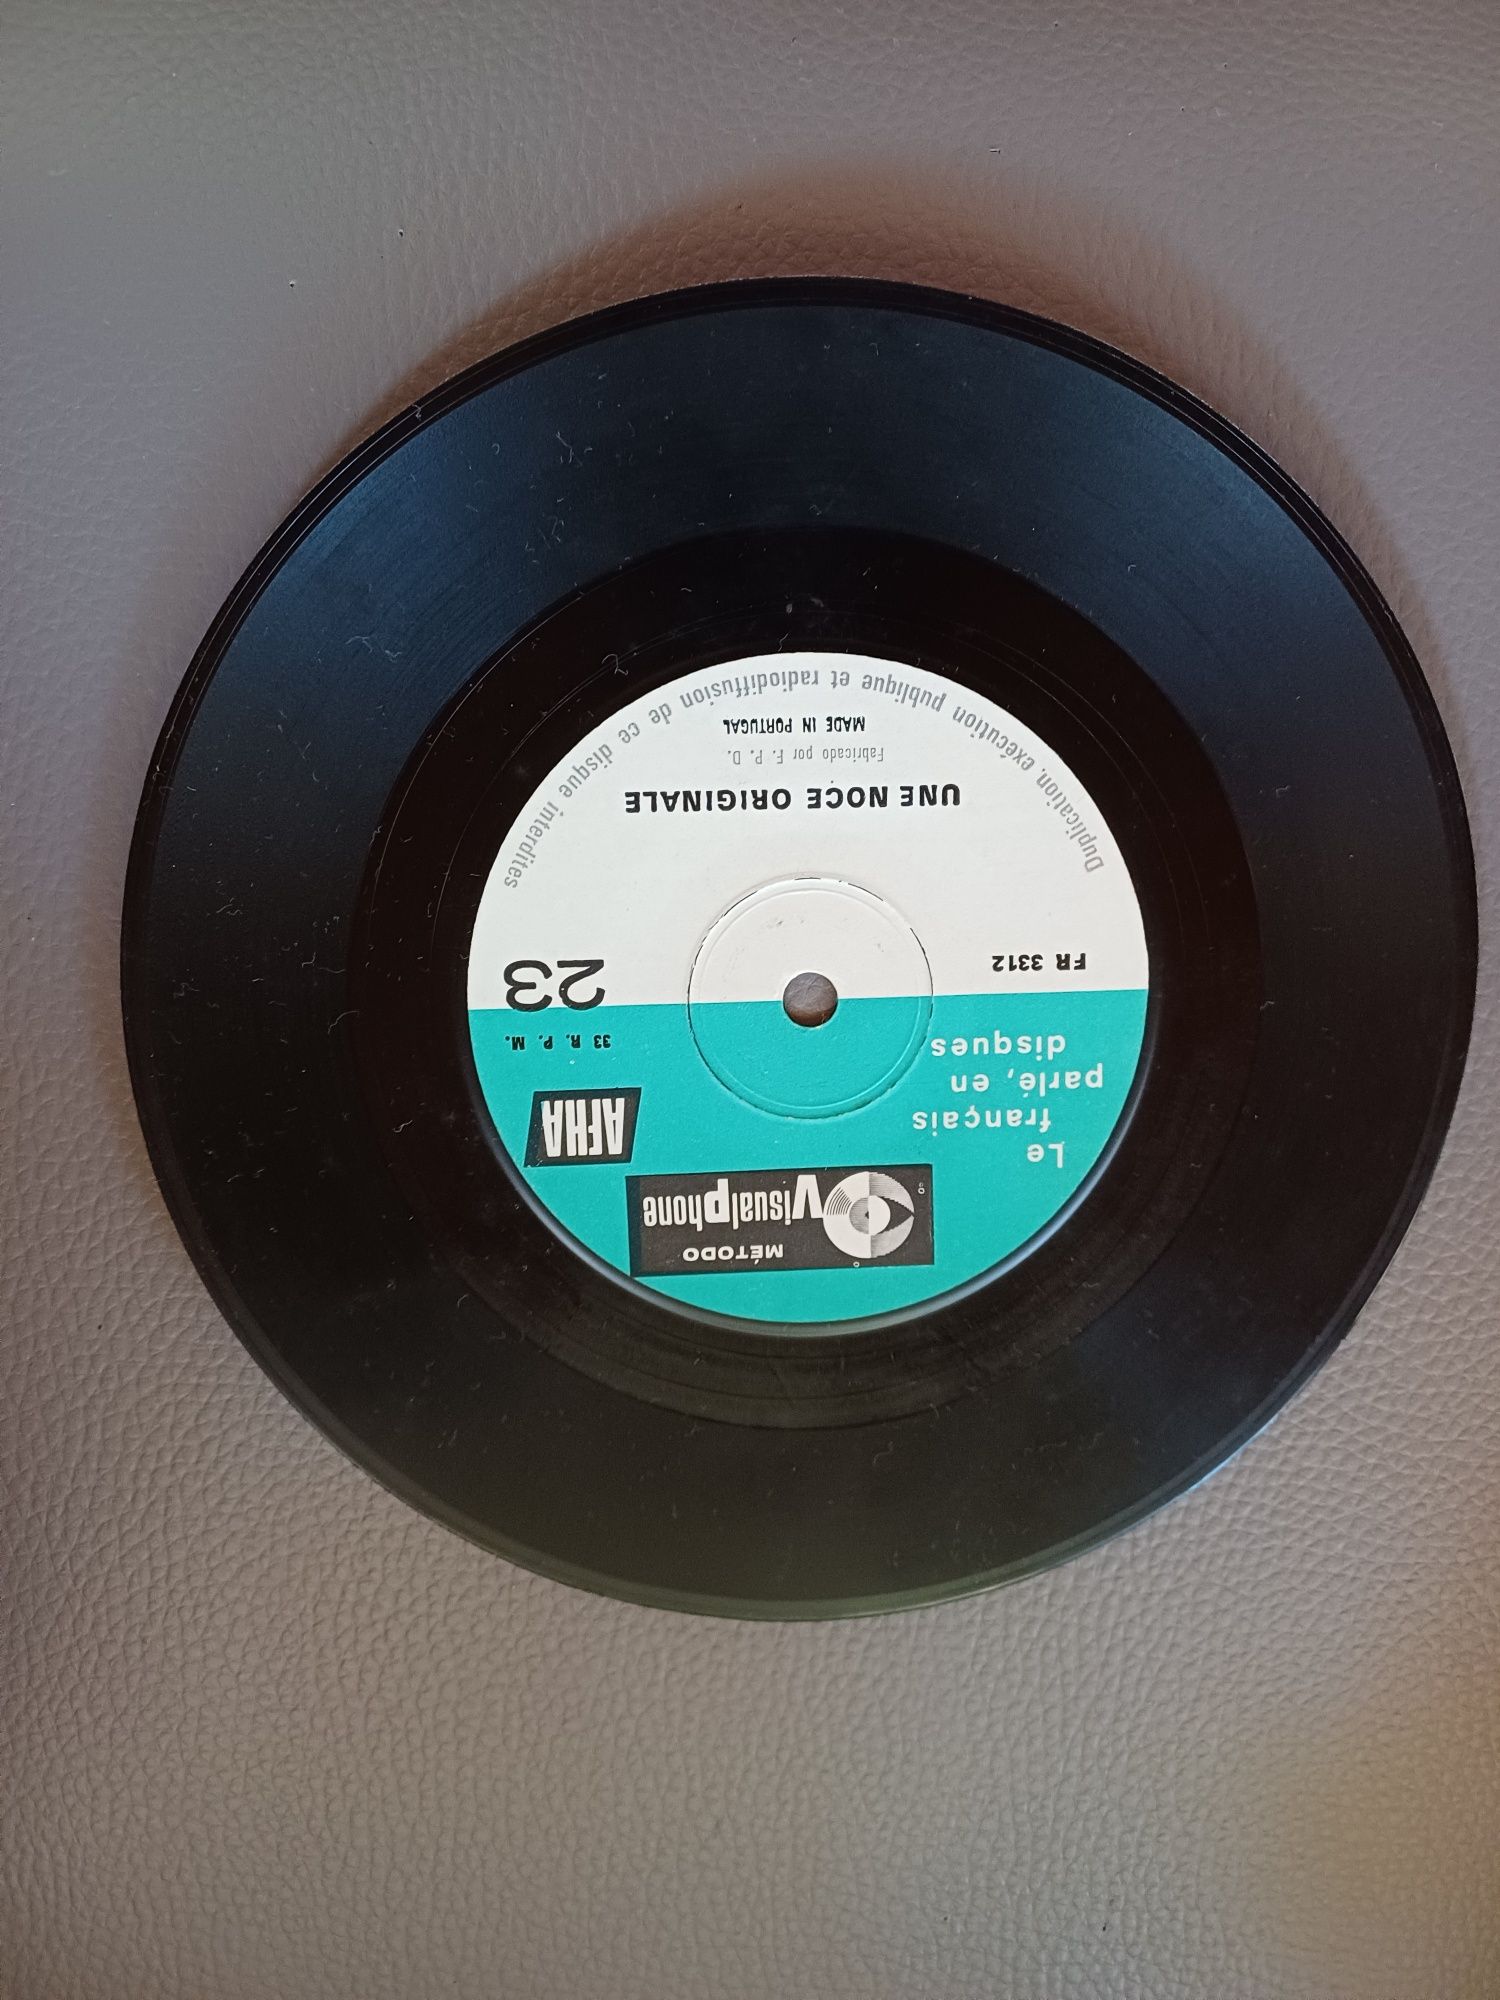 MÉTODO
Visualphone
Le
français
parlé, en
disques
AFHA
33 R. P. M.
FR 3312
23
UNE NOCE ORIGINALE
Fabricado por F. P. D.
MADE IN PORTUGAL
Duplication, exécution publique et radiodiffusion de ce disque interdites